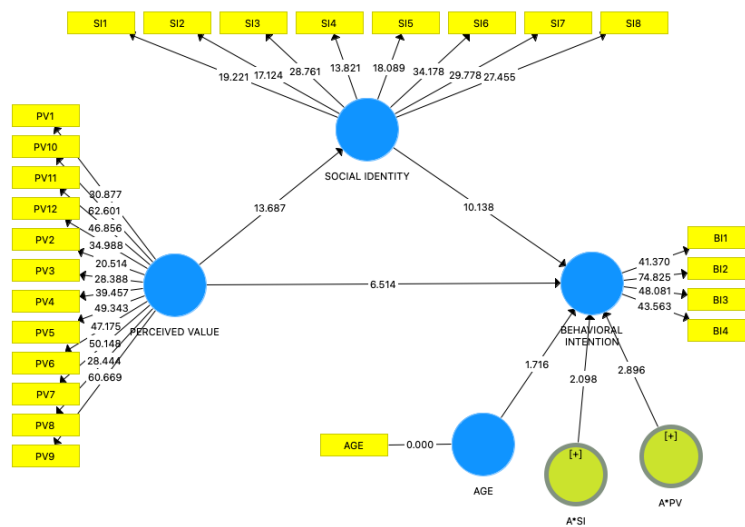 SI1 SI2 SI3 SI4 SI5 SI6 SI7 SI8
19.221 17.124 28.761 13.821 18.089 34.178 29.778 27.455
SOCIAL IDENTITY
PV1
PV10
PV11
PV12
PV2
PV3
PV4
PV5
PV6
PV7
PV8
PV9
30.877
62.601
46.856
34.988
20.514
28.388
39.457
49.343
47.175
50.148
28.444
60.669
PERCEIVED VALUE
13.687
10.138
6.514
BI1
BI2
BI3
BI4
41.370
74.825
48.081
43.563
BEHAVIORAL
INTENTION
1.716
2.098
2.896
AGE
0.000
AGE
[+]
A*SI
[+]
A*PV